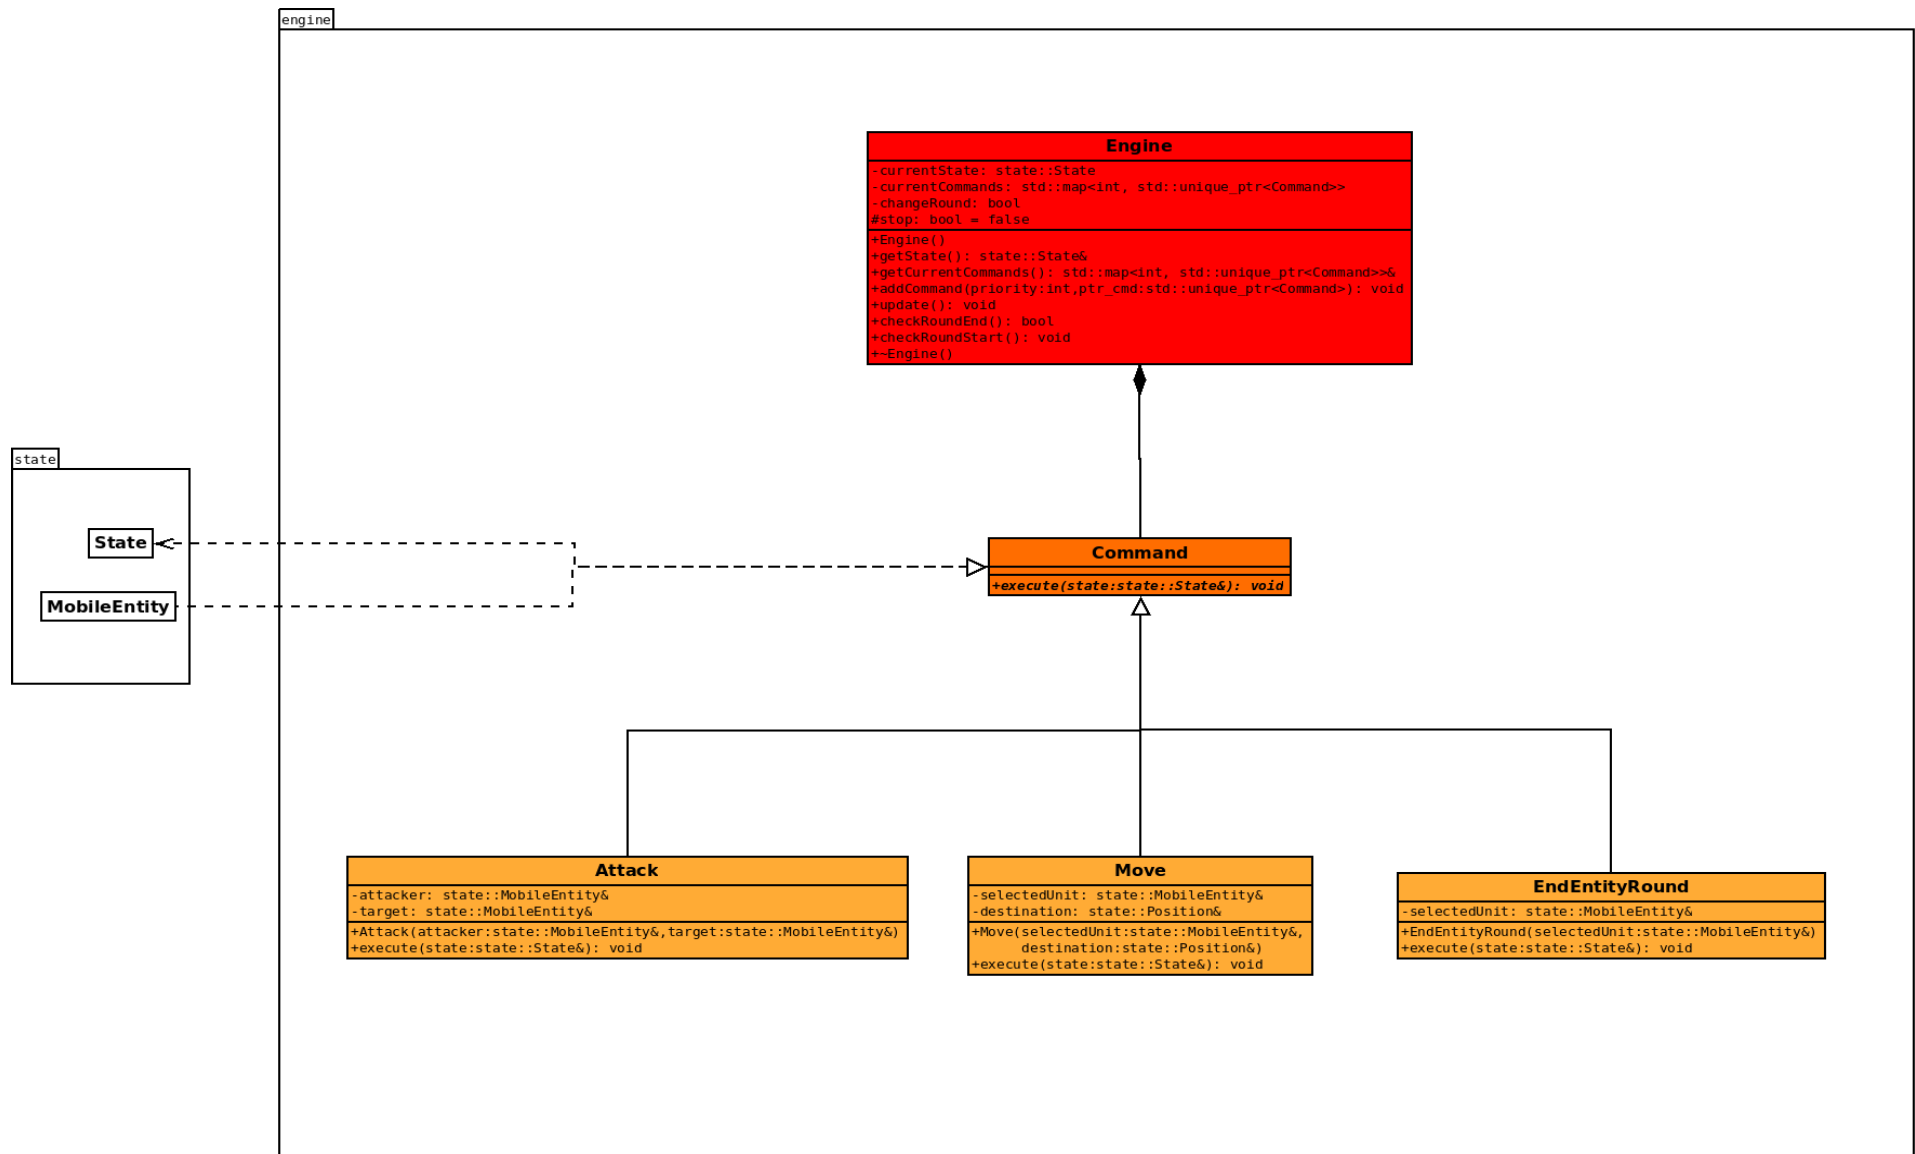 engine
Engine
-currentState: state::State
-currentCommands: std::map<int, std::unique_ptr<Command>>
-changeRound: bool
#stop: bool = false
+Engine()
+getState(): state::State&
+getCurrentCommands(): std::map<int, std::unique_ptr<Command>>&
+addCommand(priority:int,ptr_cmd:std::unique_ptr<Command>): void
+update(): void
+checkRoundEnd(): bool
+checkRoundStart(): void
+~Engine()
state
State
MobileEntity
Command
+execute(state:state::State&): void
Attack
-attacker: state::MobileEntity&
-target: state::MobileEntity&
+Attack(attacker:state::MobileEntity&,target:state::MobileEntity&)
+execute(state:state::State&): void
Move
-selectedUnit: state::MobileEntity&
-destination: state::Position&
+Move(selectedUnit:state::MobileEntity&,
destination:state::Position&)
+execute(state:state::State&): void
EndEntityRound
-selectedUnit: state::MobileEntity&
+EndEntityRound(selectedUnit:state::MobileEntity&)
+execute(state:state::State&): void